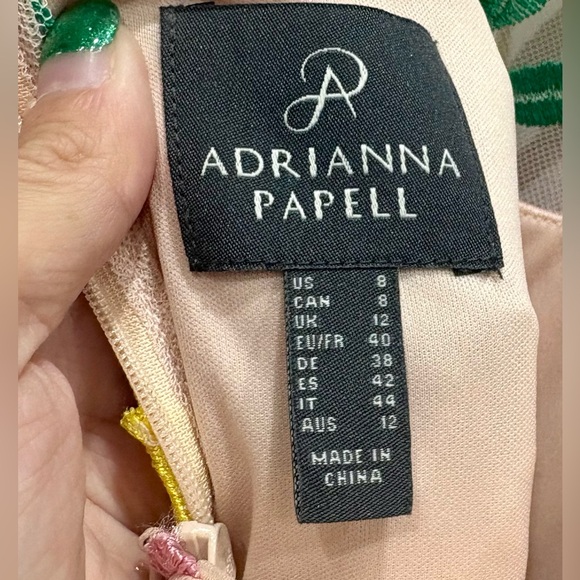 ADRIANNA
PAPELL
US 8
CAN 8
UK 12
EU/FR 40
DE 38
ES 42
IT 44
AUS 12
MADE IN
CHINA